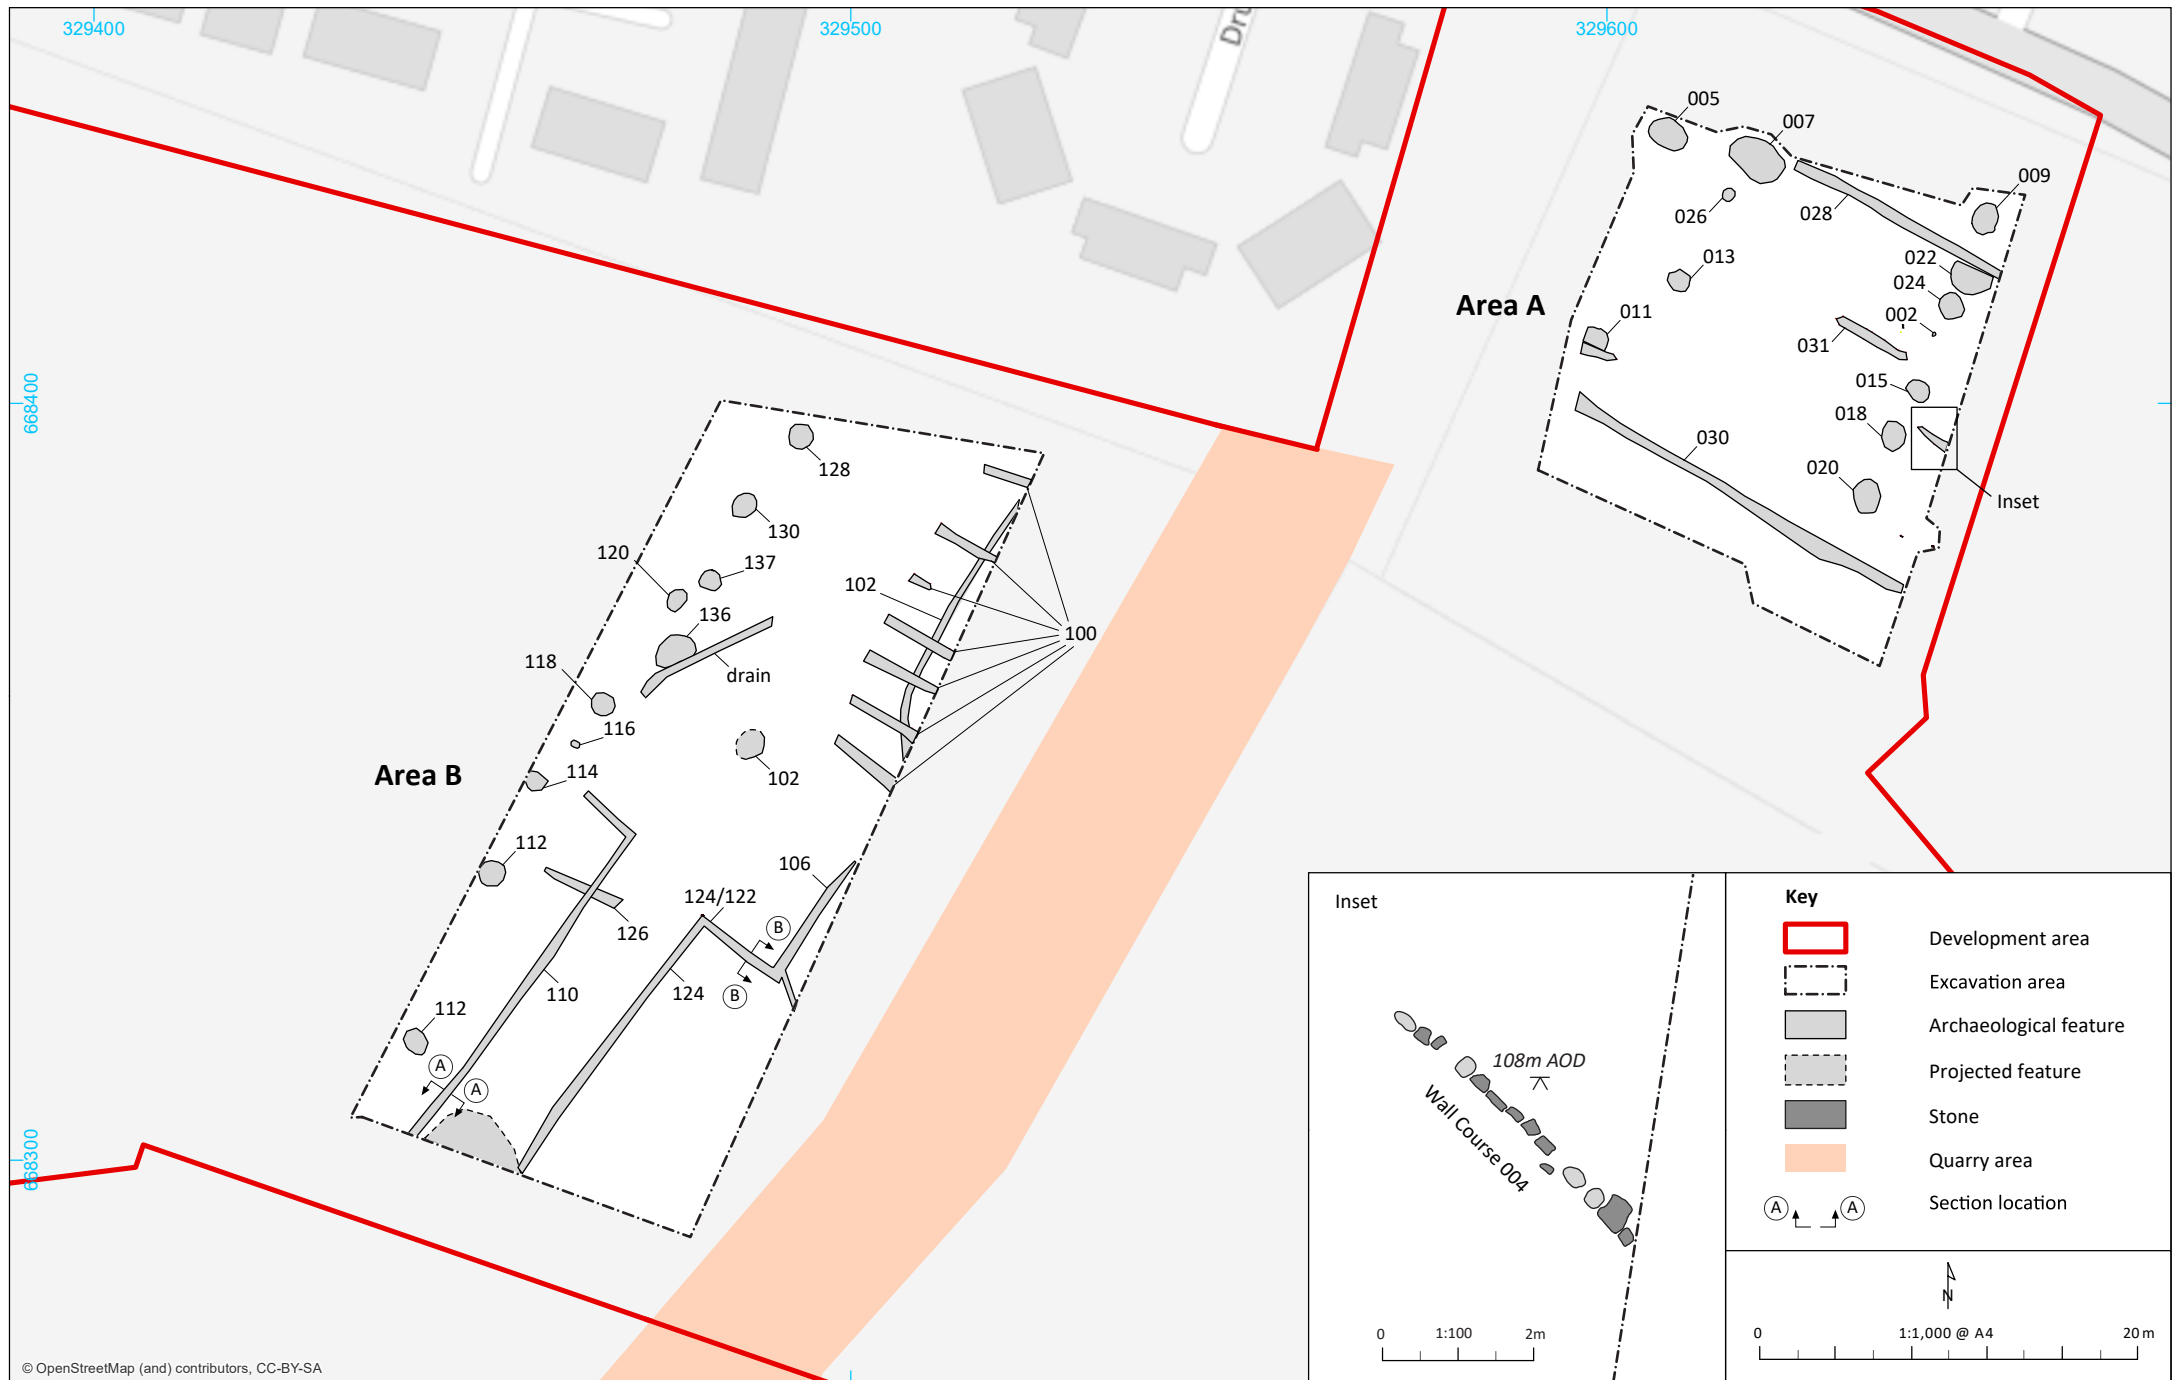 329400
329500
329600
Dru
005
007
009
026
028
013
022
024
002
011
031
015
018
030
020
Inset
Area A
668400
128
130
120
137
102
136
100
118
drain
116
102
114
Area B
112
106
124/122
B
126
110
124
B
112
A
A
668300
Inset
108m AOD
Wall Course 004
0
1:100
2m
Key
Development area
Excavation area
Archaeological feature
Projected feature
Stone
Quarry area
A A Section location
N
0
1:1,000 @ A4
20m
© OpenStreetMap (and) contributors, CC-BY-SA